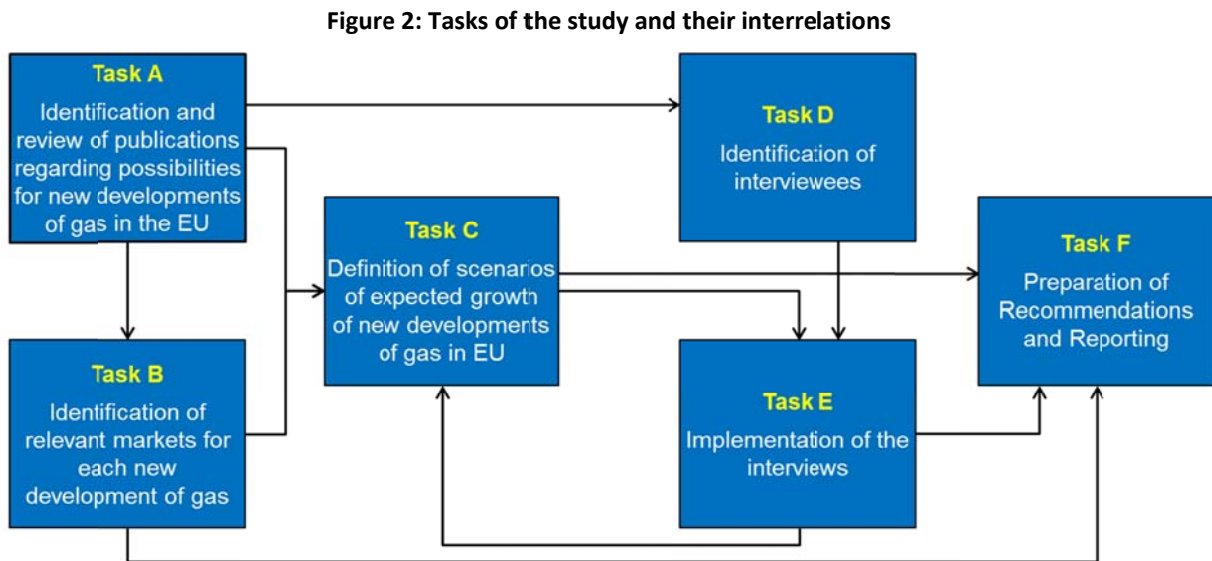 Figure 2: Tasks of the study and their interrelations
Task A
Identification and
review of publications
regarding possibilities
for new developments
of gas in the EU
Task B
Identification of
relevant markets for
each new
development of gas
Task C
Definition of scenarios
of expected growth
of new developments
of gas in EU
Task D
Identification of
interviewees
Task E
Implementation of the
interviews
Task F
Preparation of
Recommendations
and Reporting